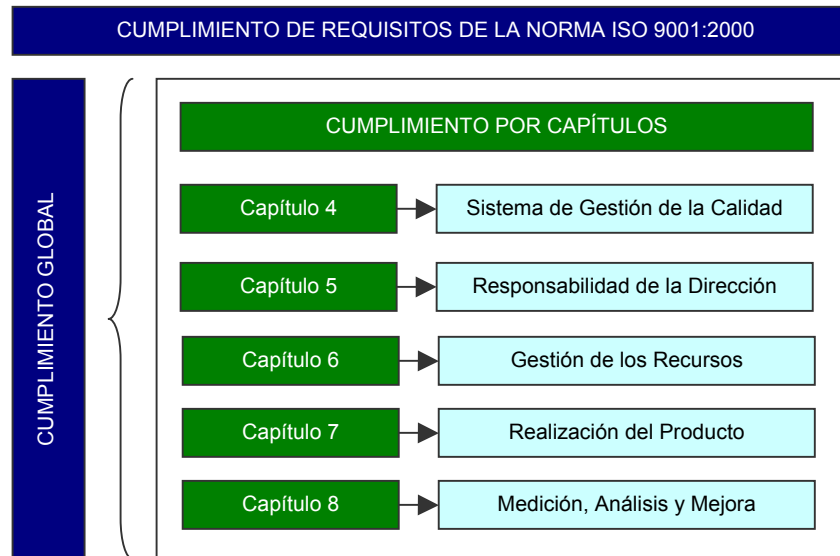 CUMPLIMIENTO DE REQUISITOS DE LA NORMA ISO 9001:2000
CUMPLIMIENTO GLOBAL
CUMPLIMIENTO POR CAPÍTULOS
Capítulo 4
Sistema de Gestión de la Calidad
Capítulo 5
Responsabilidad de la Dirección
Capítulo 6
Gestión de los Recursos
Capítulo 7
Realización del Producto
Capítulo 8
Medición, Análisis y Mejora